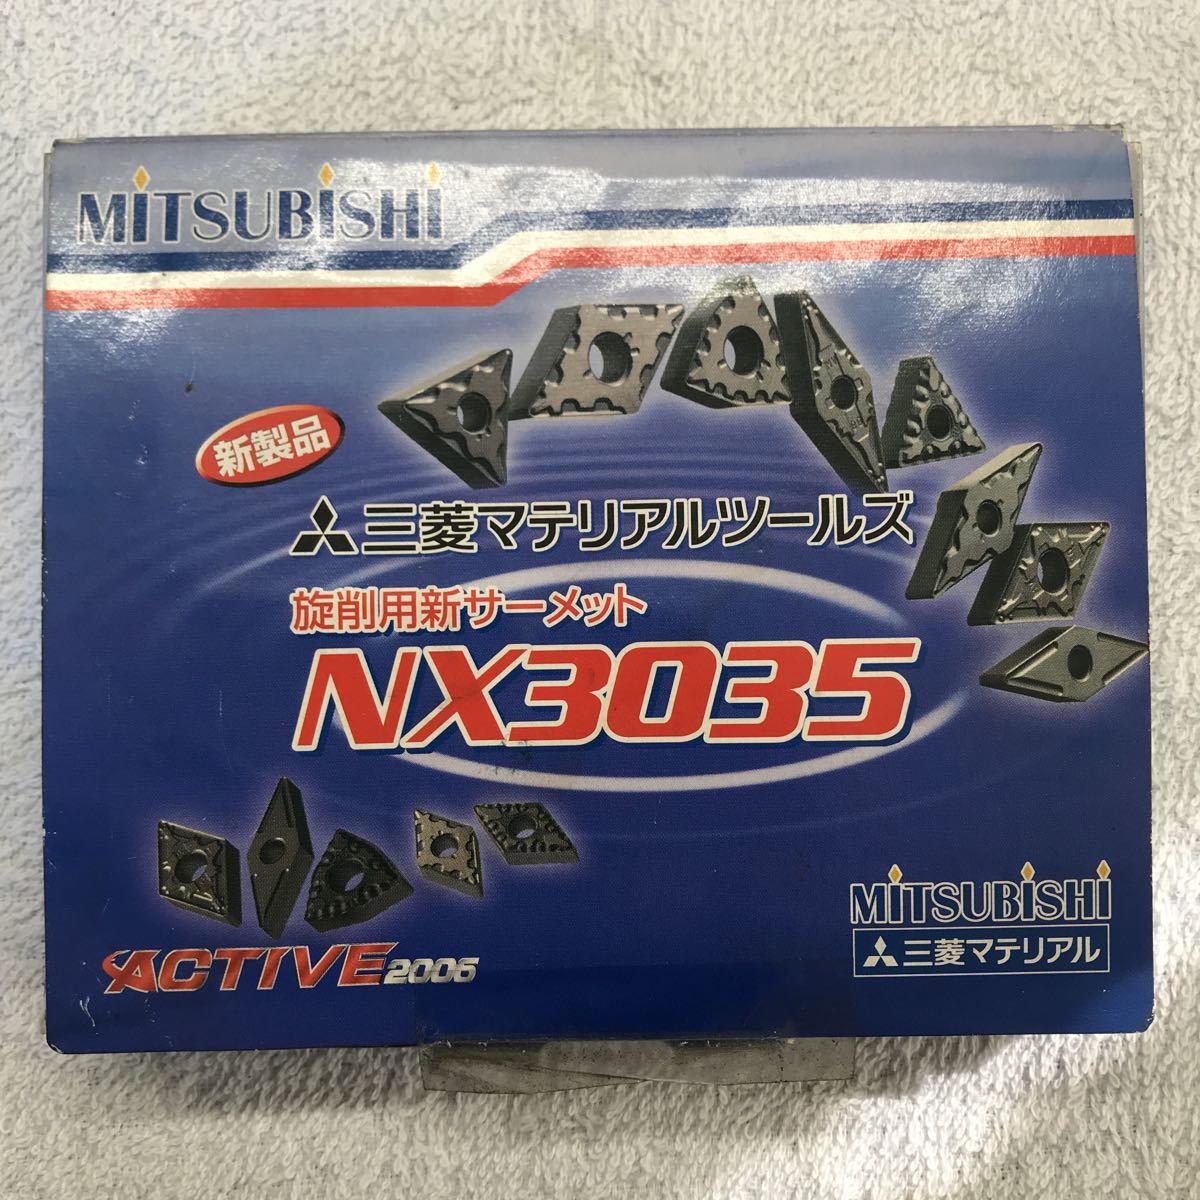 MITSUBISHI
新製品
三菱マテリアルツールズ
旋削用新サーメット
NX3035
ACTIVE2006
MITSUBISHI
三菱マテリアル